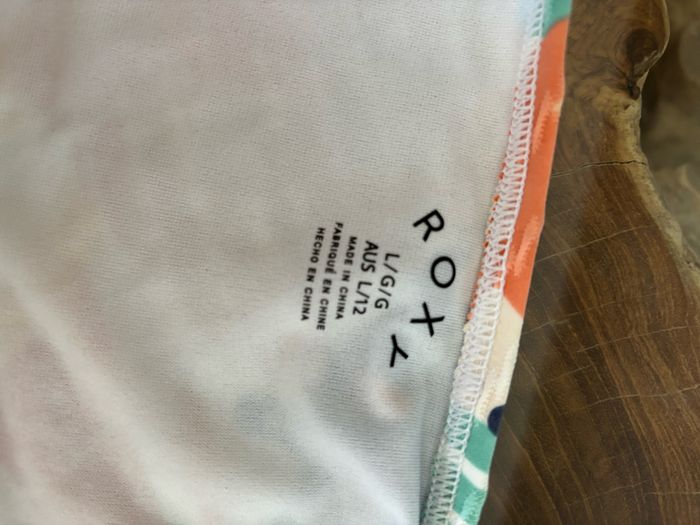 ROXY
L/G/G
AUS L/12
MADE IN CHINA
FABRIQUÉ EN CHINE
HECHO EN CHINA